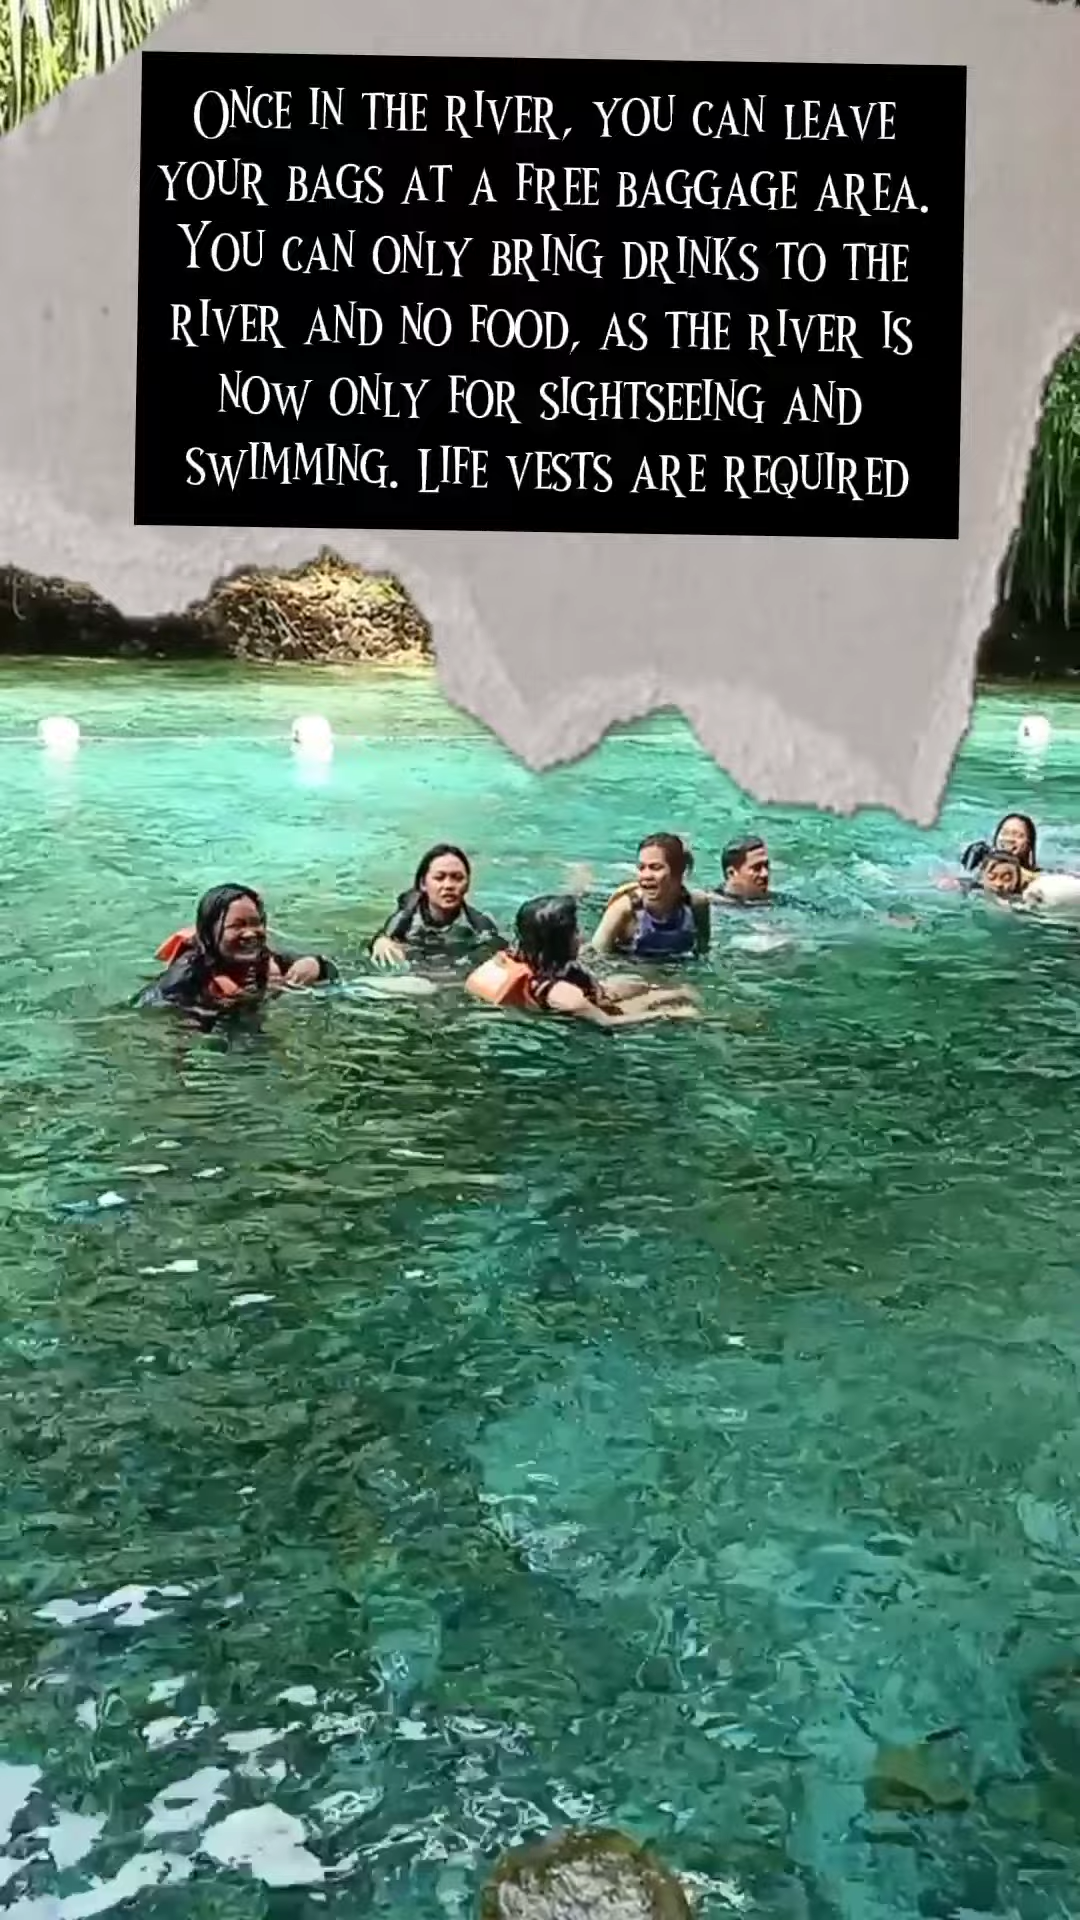 Once in the river, you can leave
your bags at a free baggage area.
You can only bring drinks to the
river and no food, as the river is
now only for sightseeing and
swimming. Life vests are required